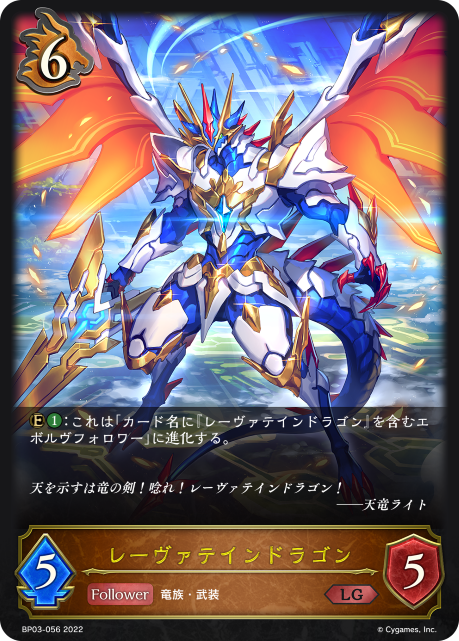 6
E 1:これは「カード名に『レーヴァテインドラゴン』を含むエ
ボルヴフォロワー」に進化する。
天を示すは竜の剣!唸れ!レーヴァテインドラゴン!
――天竜ライト
レーヴァテインドラゴン
5
Follower 竜族・武装
LG
5
BP03-056 2022
© Cygames, Inc.